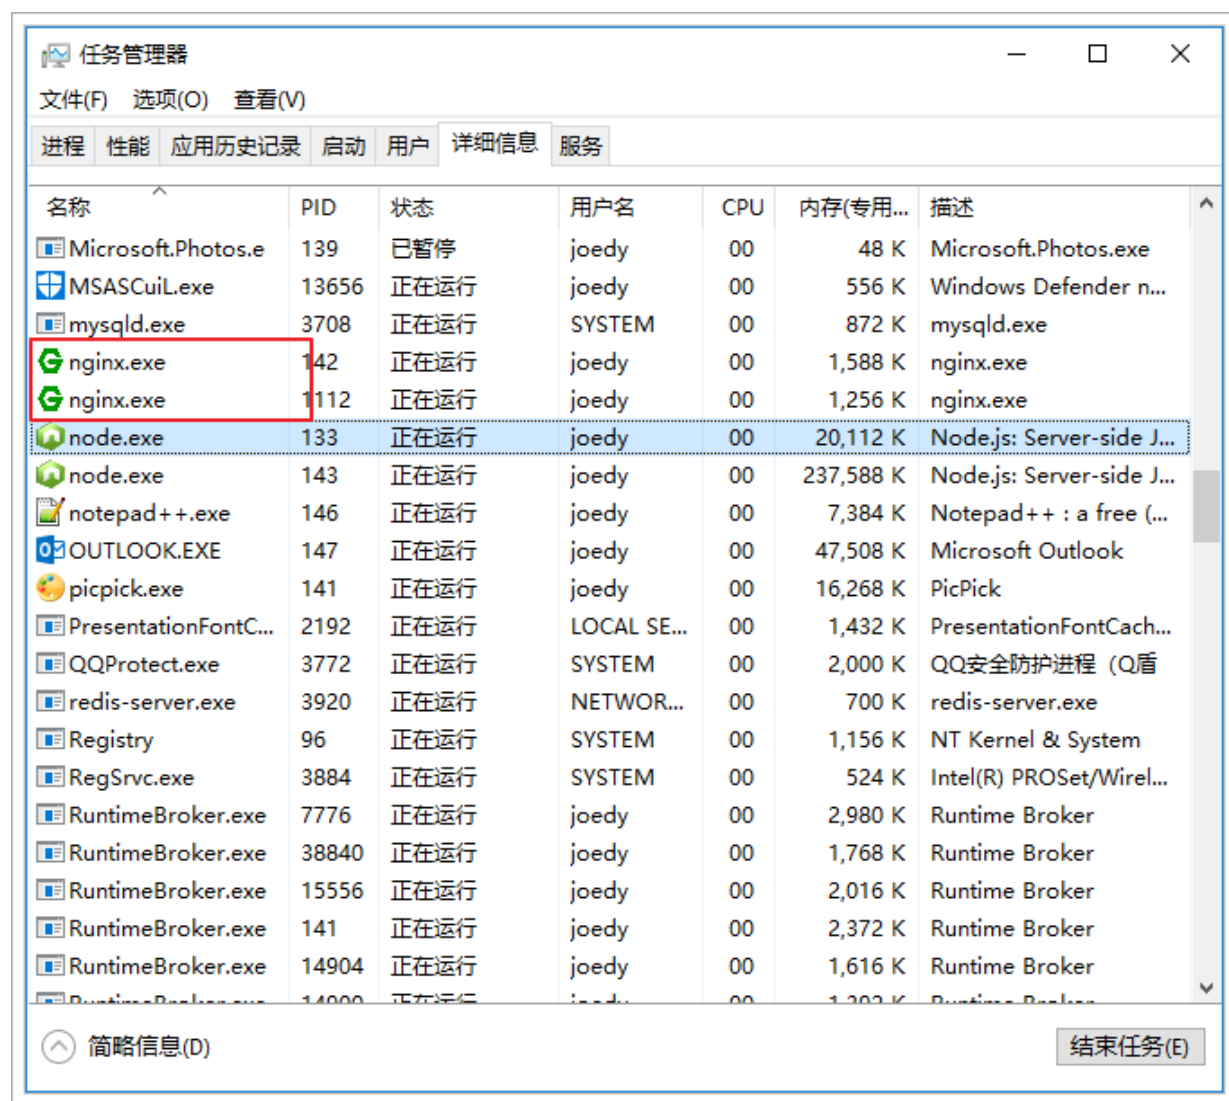 任务管理器
文件(F) 选项(O) 查看(V)
进程 性能 应用历史记录 启动 用户 详细信息 服务
名称 PID 状态 用户名 CPU 内存(专用... 描述
Microsoft.Photos.e 139 已暂停 joedy 00 48 K Microsoft.Photos.exe
MSASCuiL.exe 13656 正在运行 joedy 00 556 K Windows Defender n...
mysqld.exe 3708 正在运行 SYSTEM 00 872 K mysqld.exe
nginx.exe 142 正在运行 joedy 00 1,588 K nginx.exe
nginx.exe 1112 正在运行 joedy 00 1,256 K nginx.exe
node.exe 133 正在运行 joedy 00 20,112 K Node.js: Server-side J...
node.exe 143 正在运行 joedy 00 237,588 K Node.js: Server-side J...
notepad++.exe 146 正在运行 joedy 00 7,384 K Notepad++ : a free (...
OUTLOOK.EXE 147 正在运行 joedy 00 47,508 K Microsoft Outlook
picpick.exe 141 正在运行 joedy 00 16,268 K PicPick
PresentationFontC... 2192 正在运行 LOCAL SE... 00 1,432 K PresentationFontCach...
QQProtect.exe 3772 正在运行 SYSTEM 00 2,000 K QQ安全防护进程（Q盾
redis-server.exe 3920 正在运行 NETWOR... 00 700 K redis-server.exe
Registry 96 正在运行 SYSTEM 00 1,156 K NT Kernel & System
RegSrvc.exe 3884 正在运行 SYSTEM 00 524 K Intel(R) PROSet/Wirel...
RuntimeBroker.exe 7776 正在运行 joedy 00 2,980 K Runtime Broker
RuntimeBroker.exe 38840 正在运行 joedy 00 1,768 K Runtime Broker
RuntimeBroker.exe 15556 正在运行 joedy 00 2,016 K Runtime Broker
RuntimeBroker.exe 141 正在运行 joedy 00 2,372 K Runtime Broker
RuntimeBroker.exe 14904 正在运行 joedy 00 1,616 K Runtime Broker
简略信息(D) 结束任务(E)